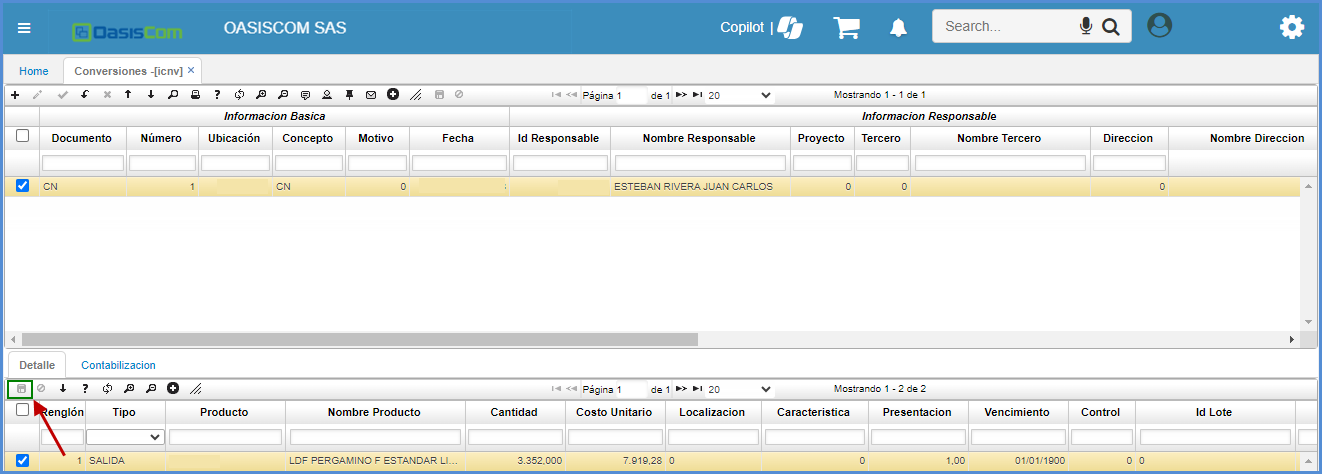 OasisCom OASISCOM SAS Copilot | Search...
Home Conversiones -[icnv] ×
Página 1 de 1 20 Mostrando 1 - 1 de 1
Informacion Basica Informacion Responsable
Documento Número Ubicación Concepto Motivo Fecha Id Responsable Nombre Responsable Proyecto Tercero Nombre Tercero Direccion Nombre Direccion
CN 1 CN 0 ESTEBAN RIVERA JUAN CARLOS 0 0 0
Detalle Contabilizacion
Página 1 de 1 20 Mostrando 1 - 2 de 2
Renglón Tipo Producto Nombre Producto Cantidad Costo Unitario Localizacion Caracteristica Presentacion Vencimiento Control Id Lote
1 SALIDA LDF PERGAMINO F ESTANDAR LI... 3.352,000 7.919,28 0 0 1,00 01/01/1900 0 0